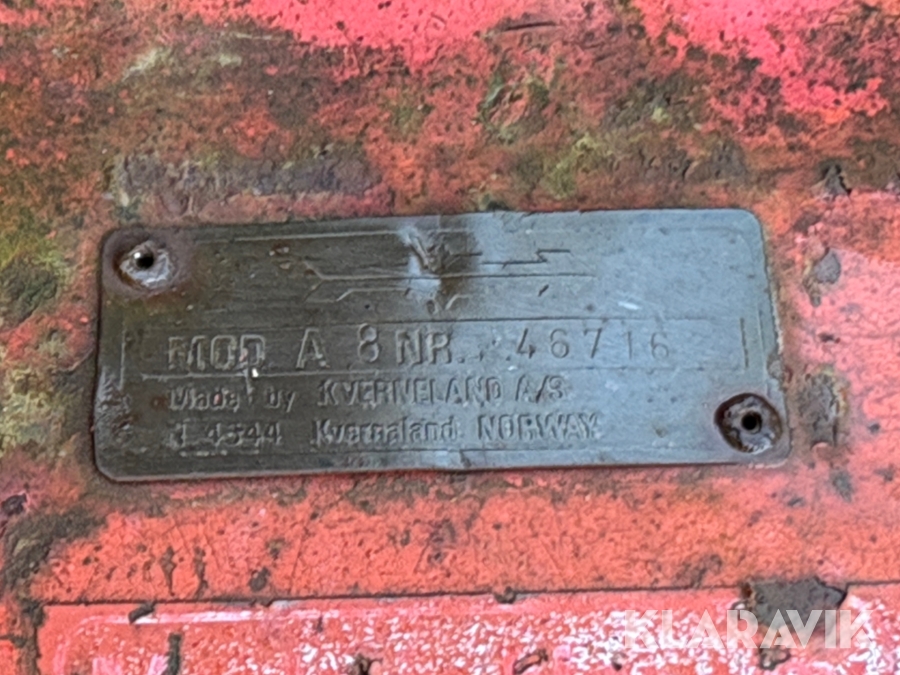 MOD A 8 NR. 46716
Made by KVERNELAND A/S
4344 Kvernaland NORWAY
KLARAVIK